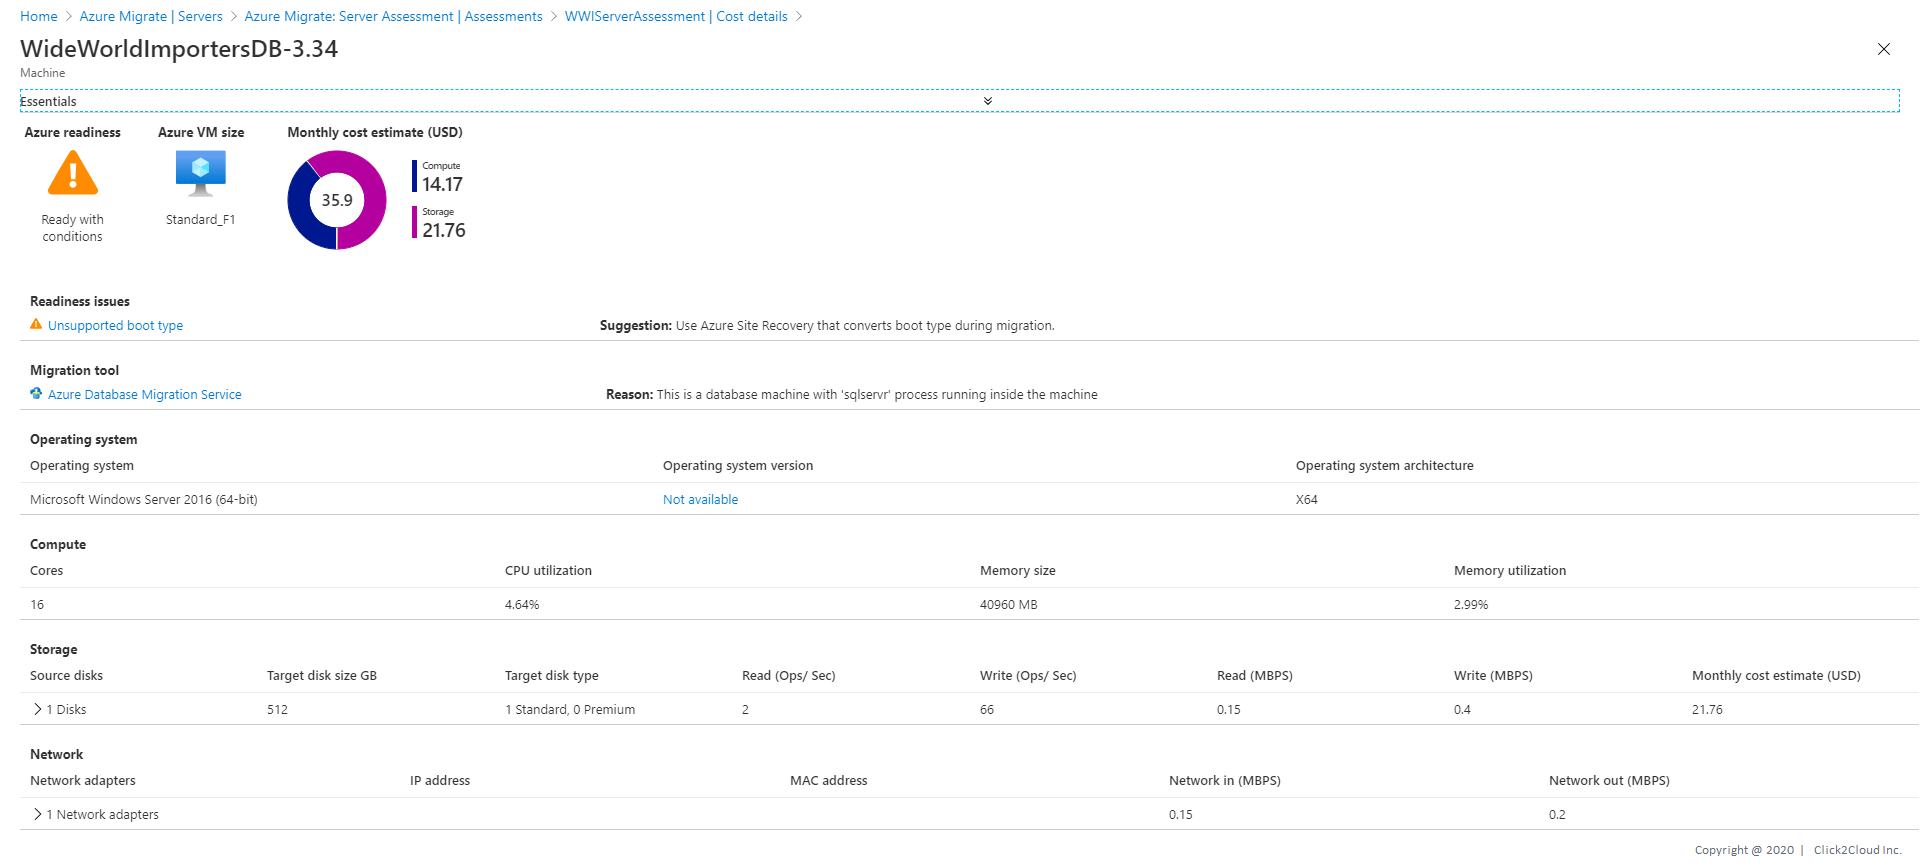 Home > Azure Migrate | Servers > Azure Migrate: Server Assessment | Assessments > WWIServerAssessment | Cost details >
WideWorldImportersDB-3.34
Machine
Essentials
Azure readiness Azure VM size Monthly cost estimate (USD)
Compute
14.17
35.9
Storage
21.76
Ready with
conditions
Standard_F1
Readiness issues
Unsupported boot type Suggestion: Use Azure Site Recovery that converts boot type during migration.
Migration tool
Azure Database Migration Service Reason: This is a database machine with 'sqlservr' process running inside the machine
Operating system
Operating system Operating system version Operating system architecture
Microsoft Windows Server 2016 (64-bit) Not available X64
Compute
Cores CPU utilization Memory size Memory utilization
16 4.64% 40960 MB 2.99%
Storage
Source disks Target disk size GB Target disk type Read (Ops/ Sec) Write (Ops/ Sec) Read (MBPS) Write (MBPS) Monthly cost estimate (USD)
1 Disks 512 1 Standard, 0 Premium 2 66 0.15 0.4 21.76
Network
Network adapters IP address MAC address Network in (MBPS) Network out (MBPS)
1 Network adapters 0.15 0.2
Copyright @ 2020 | Click2Cloud Inc.